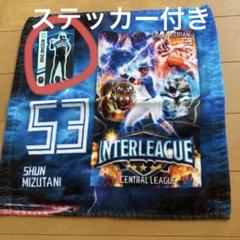 ステッカー付き
53
SHUN
MIZUTANI
INTERLEAGUE
CENTRAL LEAGUE